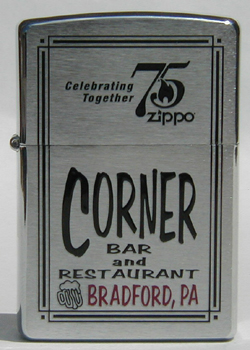 Celebrating
Together
75
zippo
CORNER
BAR
and
RESTAURANT
BRADFORD, PA